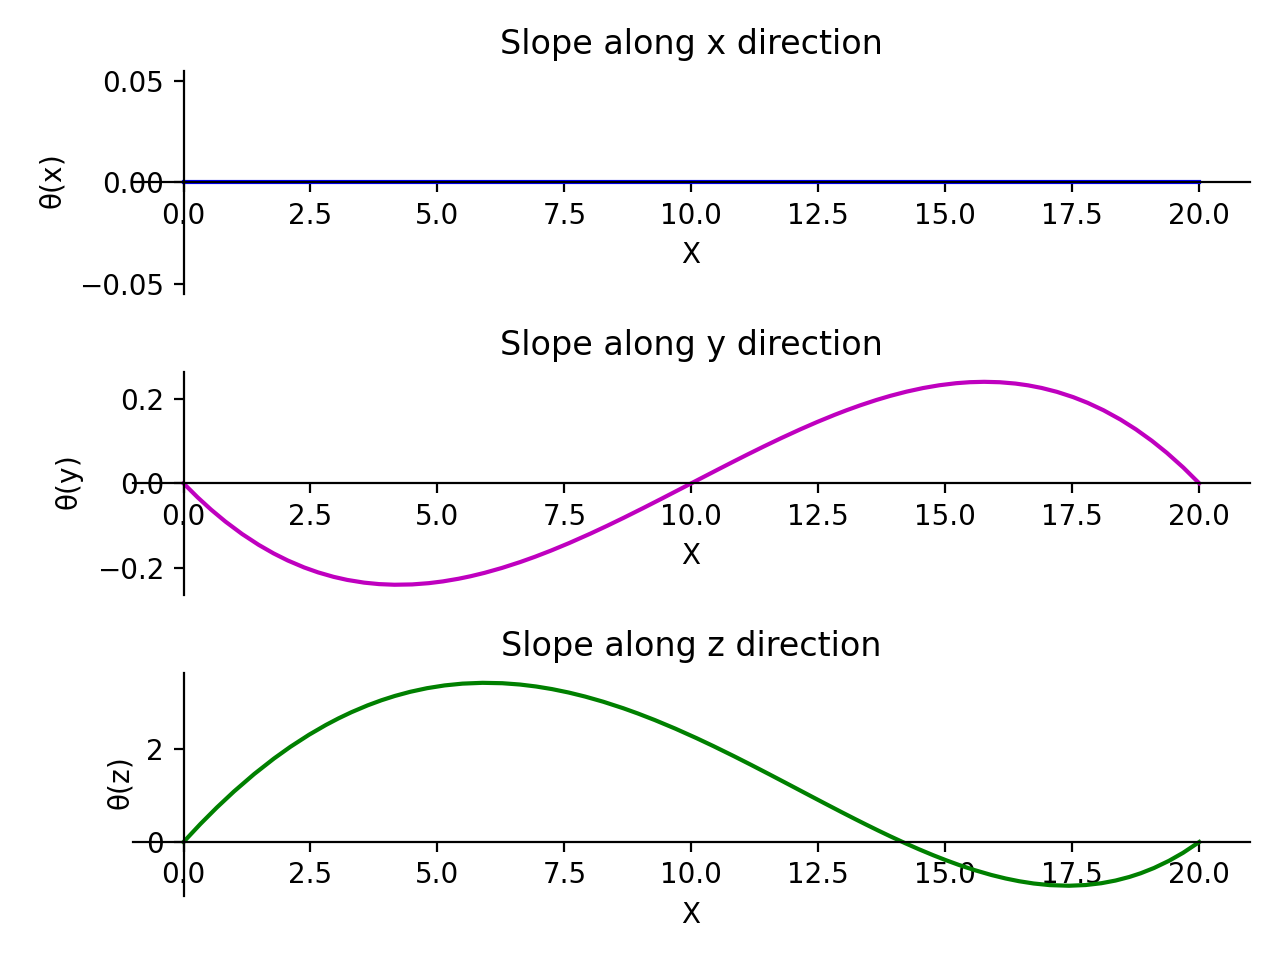 Slope along x direction
0.05
θ(x)
0.00
0.0 2.5 5.0 7.5 10.0 12.5 15.0 17.5 20.0
X
−0.05
Slope along y direction
0.2
θ(y)
0.0
0.0 2.5 5.0 7.5 10.0 12.5 15.0 17.5 20.0
X
−0.2
Slope along z direction
2
θ(z)
0
0.0 2.5 5.0 7.5 10.0 12.5 15.0 17.5 20.0
X